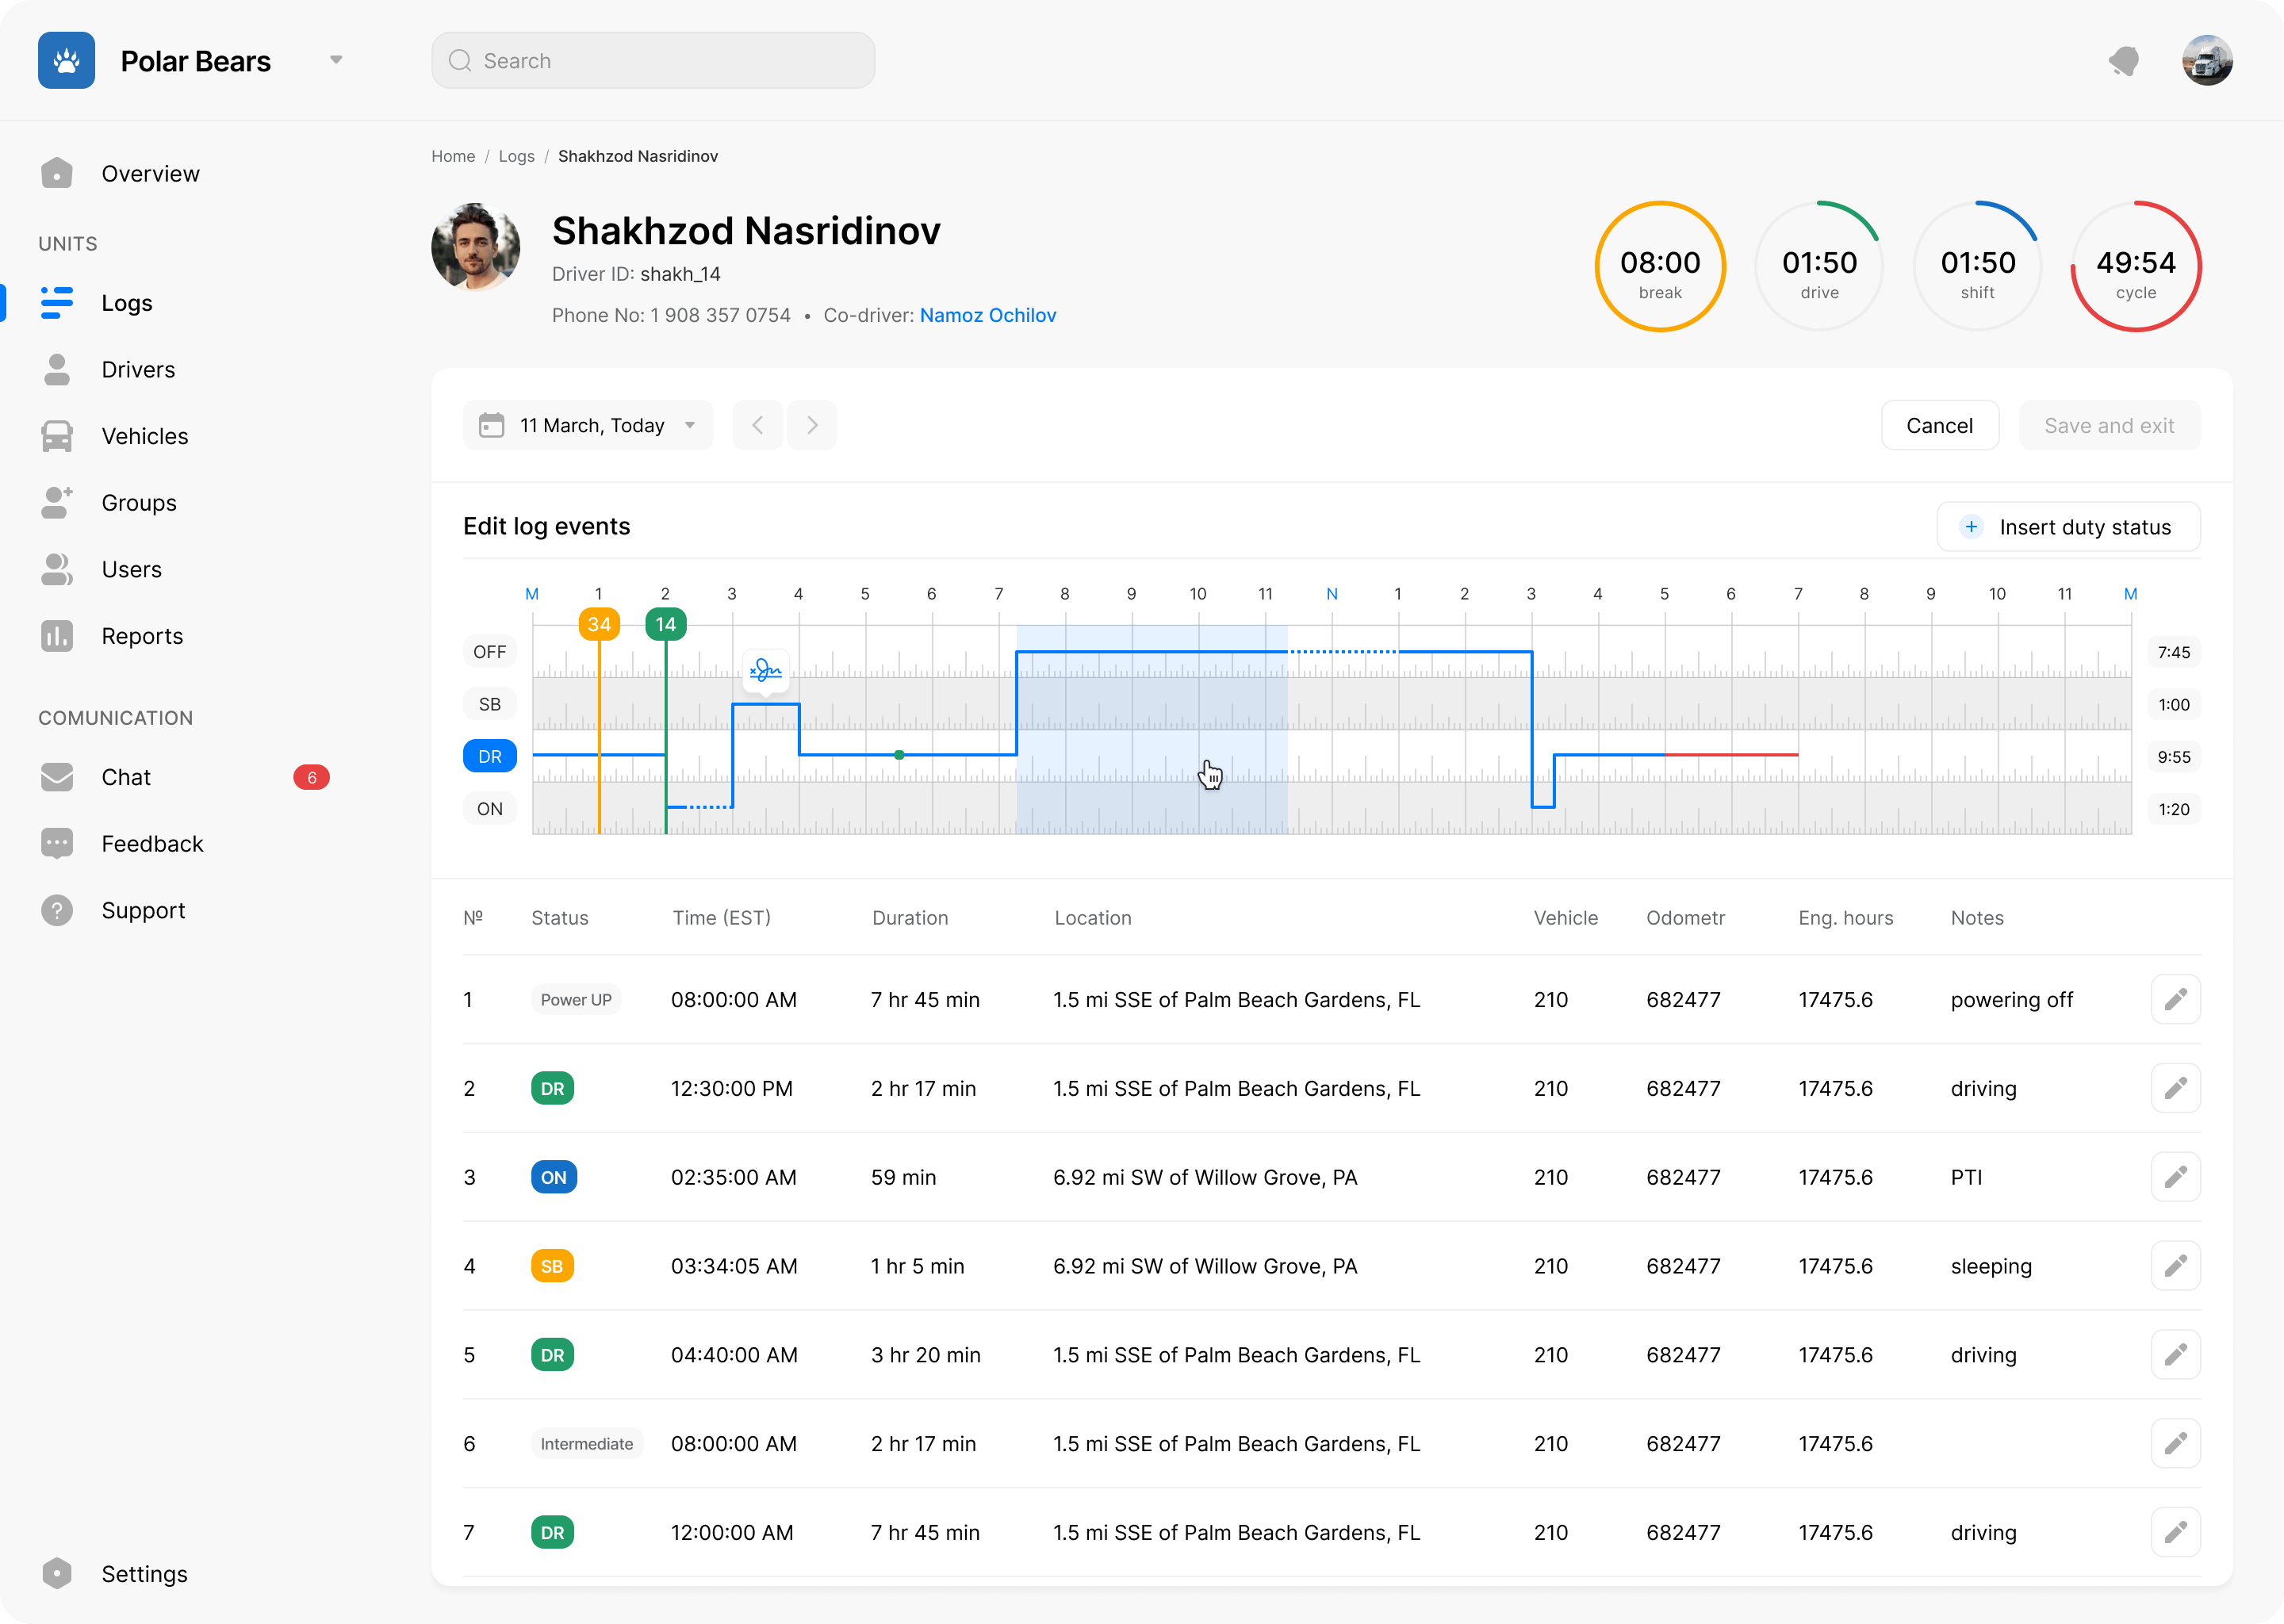 Polar Bears
Search
Home / Logs / Shakhzod Nasridinov
Overview
UNITS
Logs
Drivers
Vehicles
Groups
Users
Reports
COMUNICATION
Chat 6
Feedback
Support
Settings
Shakhzod Nasridinov
Driver ID: shakh_14
Phone No: 1 908 357 0754 • Co-driver: Namoz Ochilov
08:00 01:50 01:50 49:54
break drive shift cycle
11 March, Today
Cancel Save and exit
Edit log events
+ Insert duty status
M 1 2 3 4 5 6 7 8 9 10 11 N 1 2 3 4 5 6 7 8 9 10 11 M
34 14
OFF 7:45
SB 1:00
DR 9:55
ON 1:20
№ Status Time (EST) Duration Location Vehicle Odometr Eng. hours Notes
1 Power UP 08:00:00 AM 7 hr 45 min 1.5 mi SSE of Palm Beach Gardens, FL 210 682477 17475.6 powering off
2 DR 12:30:00 PM 2 hr 17 min 1.5 mi SSE of Palm Beach Gardens, FL 210 682477 17475.6 driving
3 ON 02:35:00 AM 59 min 6.92 mi SW of Willow Grove, PA 210 682477 17475.6 PTI
4 SB 03:34:05 AM 1 hr 5 min 6.92 mi SW of Willow Grove, PA 210 682477 17475.6 sleeping
5 DR 04:40:00 AM 3 hr 20 min 1.5 mi SSE of Palm Beach Gardens, FL 210 682477 17475.6 driving
6 Intermediate 08:00:00 AM 2 hr 17 min 1.5 mi SSE of Palm Beach Gardens, FL 210 682477 17475.6
7 DR 12:00:00 AM 7 hr 45 min 1.5 mi SSE of Palm Beach Gardens, FL 210 682477 17475.6 driving